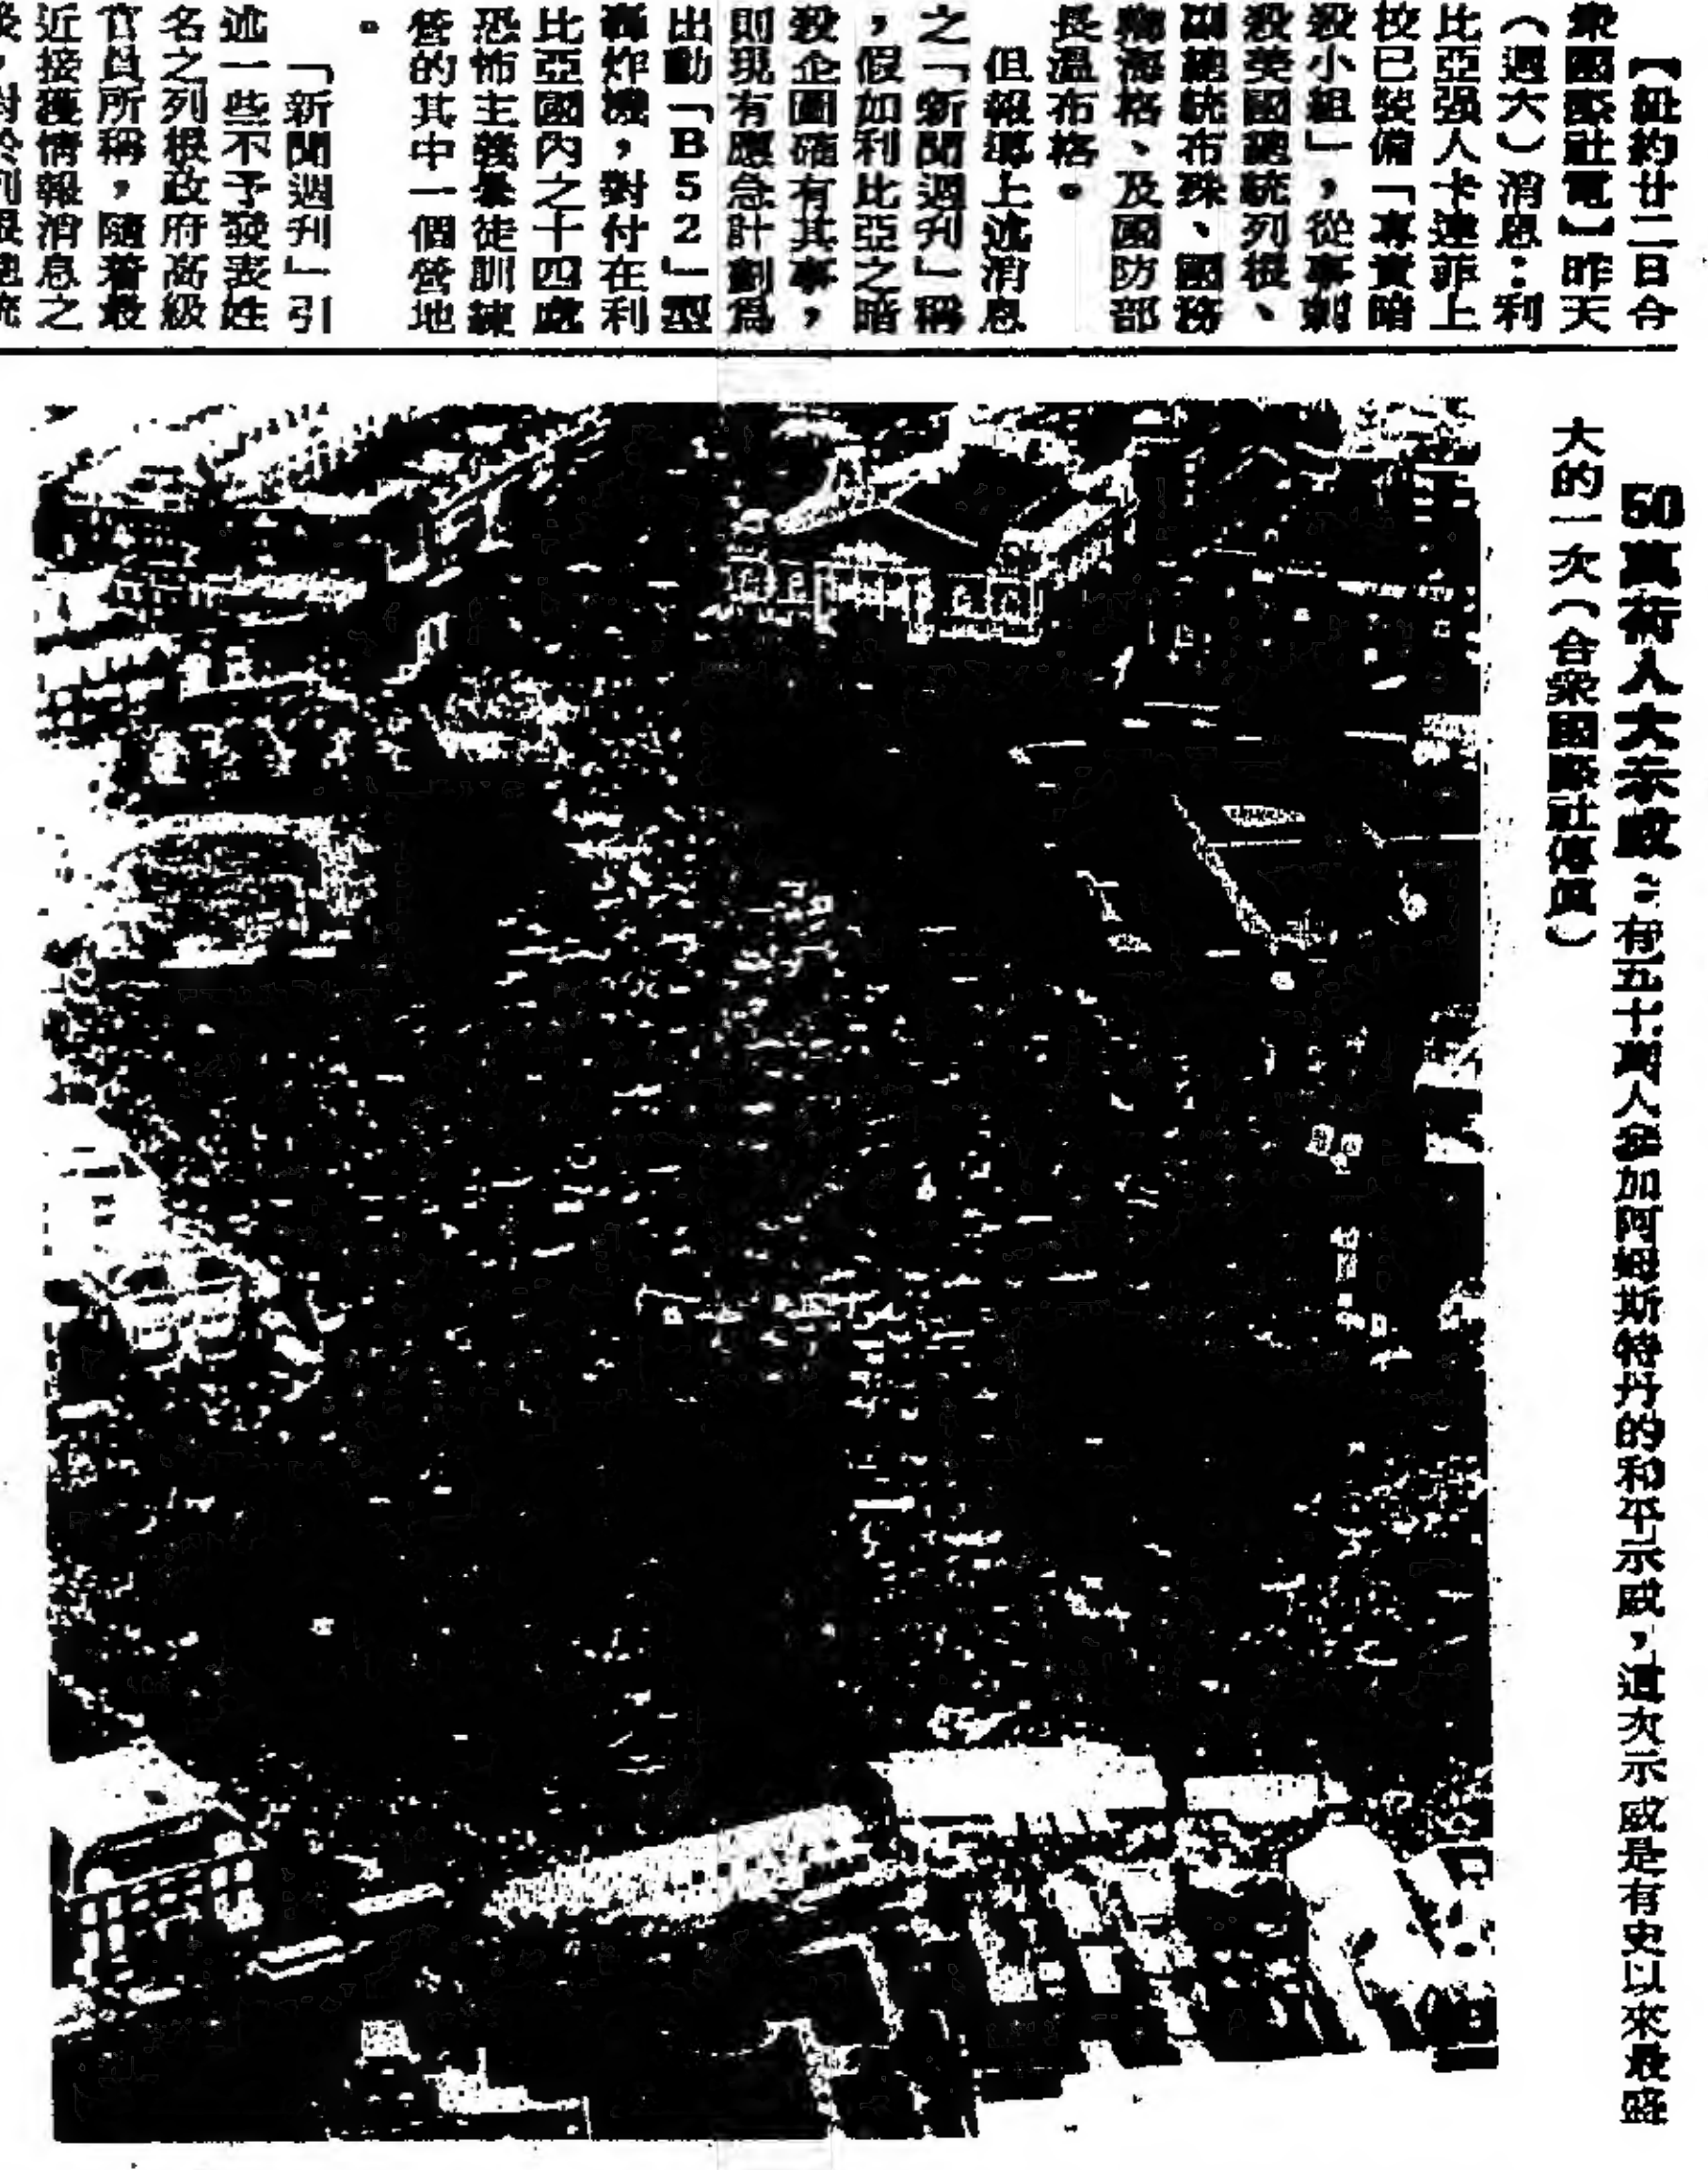 【紐約廿二日合
衆國際社電】昨天
（週六）消息：利
比亞强人卡達菲上
校已裝備「專責暗
殺小組」，從事刺
殺美國總統列根、
副總統布殊、國務
卿海格、及國防部
長溫布格。
但報導上述消息
之「新聞週刋」稱
，假如利比亞之暗
殺企圖確有其事，
則現有應急計劃爲
出動「B52」型
轟炸機，對付在利
比亞國內之十四處
恐怖主義暴徒訓練
營的其中一個營地
。
「新聞週刋」引
述一些不予發表姓
名之列根政府高級
官員所稱，隨着最
近接獲情報消息之
50萬荷人大示威：有五十萬人參加阿姆斯特丹的和平示威，這次示威是有史以來最盛
大的一次（合衆國際社傳眞）